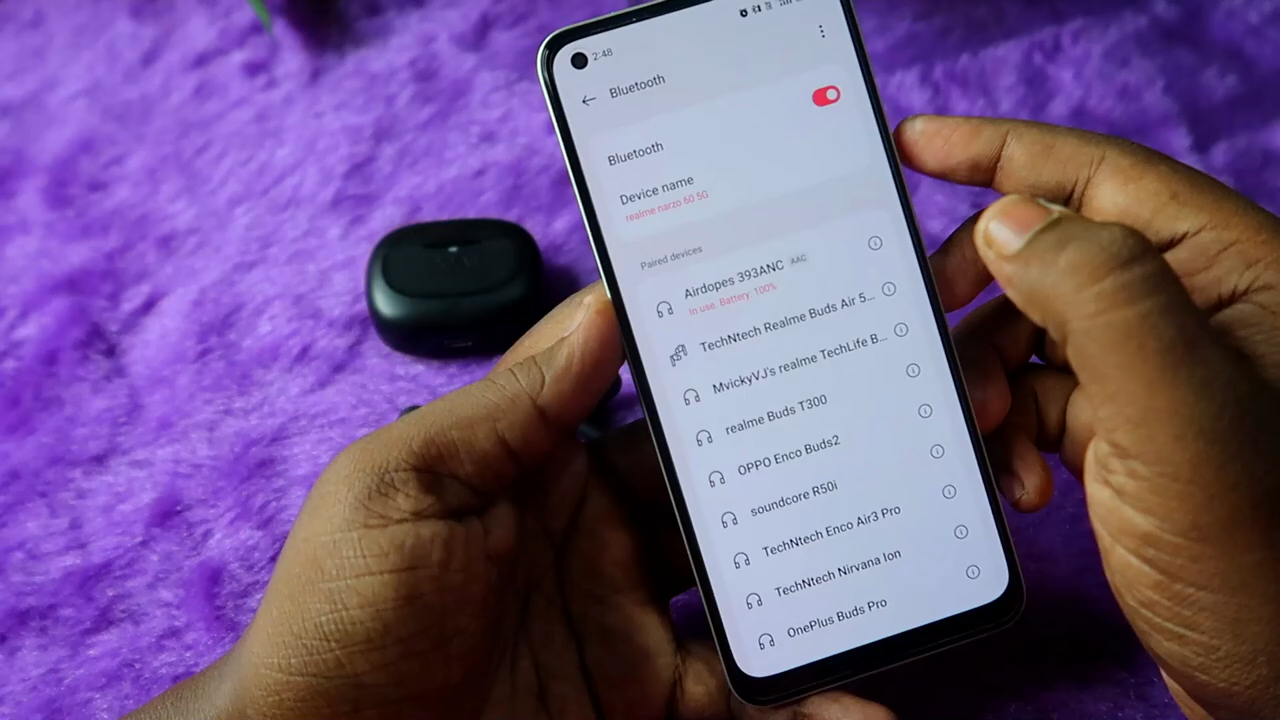 2:48
Bluetooth
Bluetooth
Device name
realme narzo 60 5G
Paired devices
Airdopes 393ANC AAC
In use. Battery: 100%
TechNtech Realme Buds Air 5...
MvickyVJ's realme TechLife B...
realme Buds T300
OPPO Enco Buds2
soundcore R50i
TechNtech Enco Air3 Pro
TechNtech Nirvana Ion
OnePlus Buds Pro